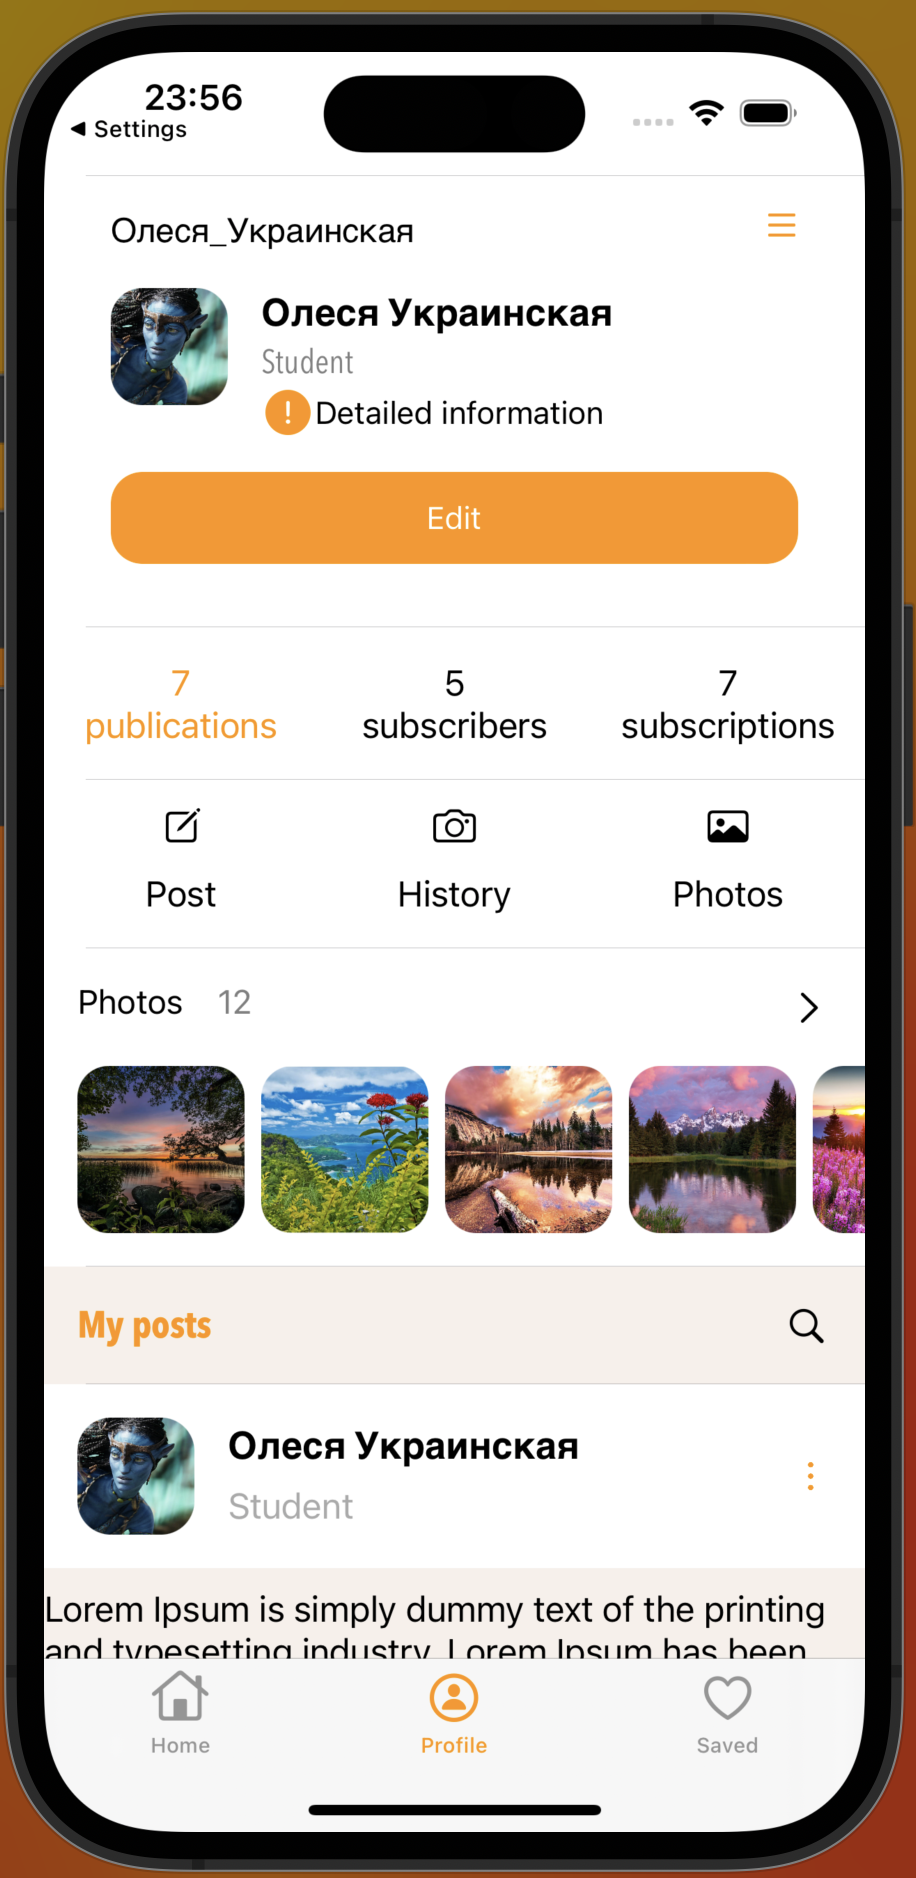 23:56
◀ Settings
Олеся_Украинская
Олеся Украинская
Student
! Detailed information
Edit
7
publications
5
subscribers
7
subscriptions
Post
History
Photos
Photos 12
My posts
Олеся Украинская
Student
Lorem Ipsum is simply dummy text of the printing
and typesetting industry. Lorem Ipsum has been
Home
Profile
Saved